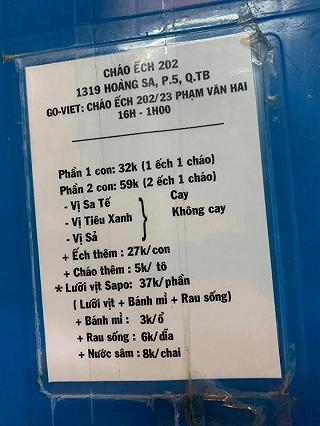 CHÁO ẾCH 202
1319 HOÀNG SA, P.5, Q.TB
GO-VIET: CHÁO ẾCH 202/23 PHẠM VĂN HAI
16H - 1H00
Phần 1 con: 32k (1 ếch 1 cháo)
Phần 2 con: 59k (2 ếch 1 cháo)
- Vị Sa Tế
- Vị Tiêu Xanh
- Vị Sả
Cay
Không cay
+ Ếch thêm : 27k/con
+ Cháo thêm : 5k/ tô
* Lưỡi vịt Sapo: 37k/phần
( Lưỡi vịt + Bánh mì + Rau sống)
+ Bánh mì : 3k/ổ
+ Rau sống : 6k/dĩa
+ Nước sâm : 8k/chai